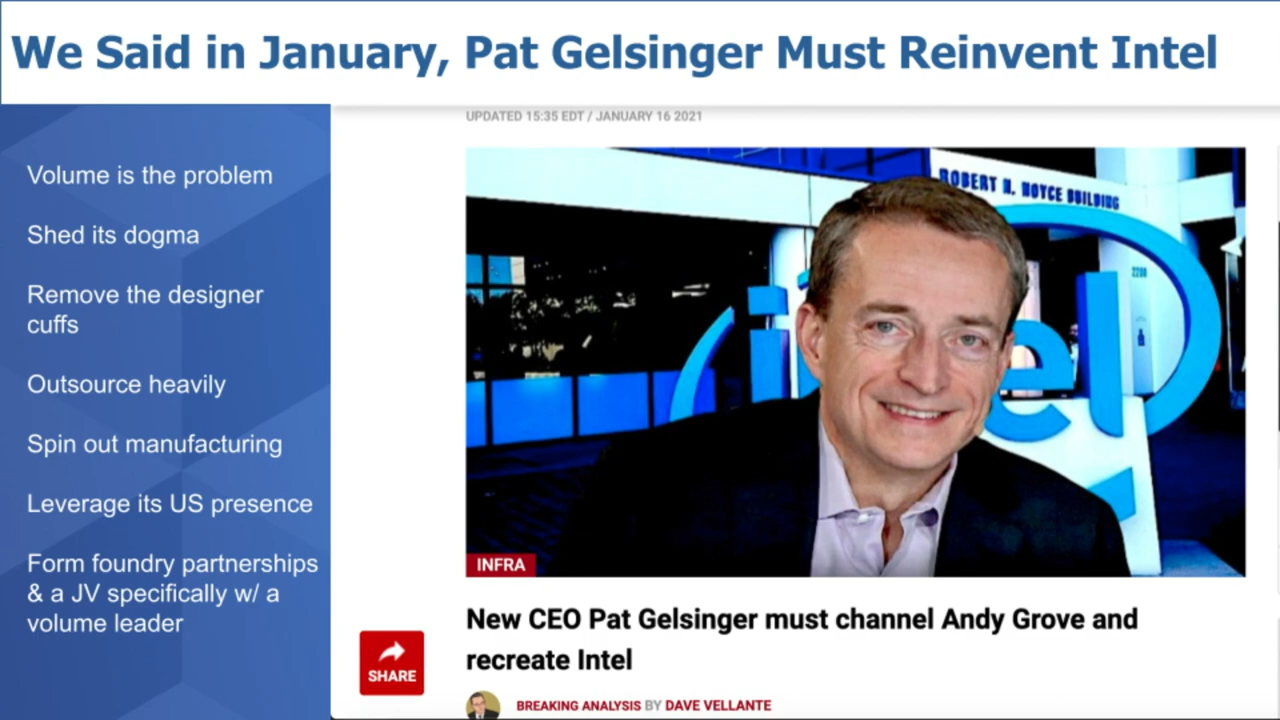 We Said in January, Pat Gelsinger Must Reinvent Intel
Volume is the problem
Shed its dogma
Remove the designer
cuffs
Outsource heavily
Spin out manufacturing
Leverage its US presence
Form foundry partnerships
& a JV specifically w/ a
volume leader
UPDATED 15:35 EDT / JANUARY 16 2021
ROBERT N. NOYCE BUILDING
2200
intel
INFRA
New CEO Pat Gelsinger must channel Andy Grove and
recreate Intel
SHARE
BREAKING ANALYSIS BY DAVE VELLANTE